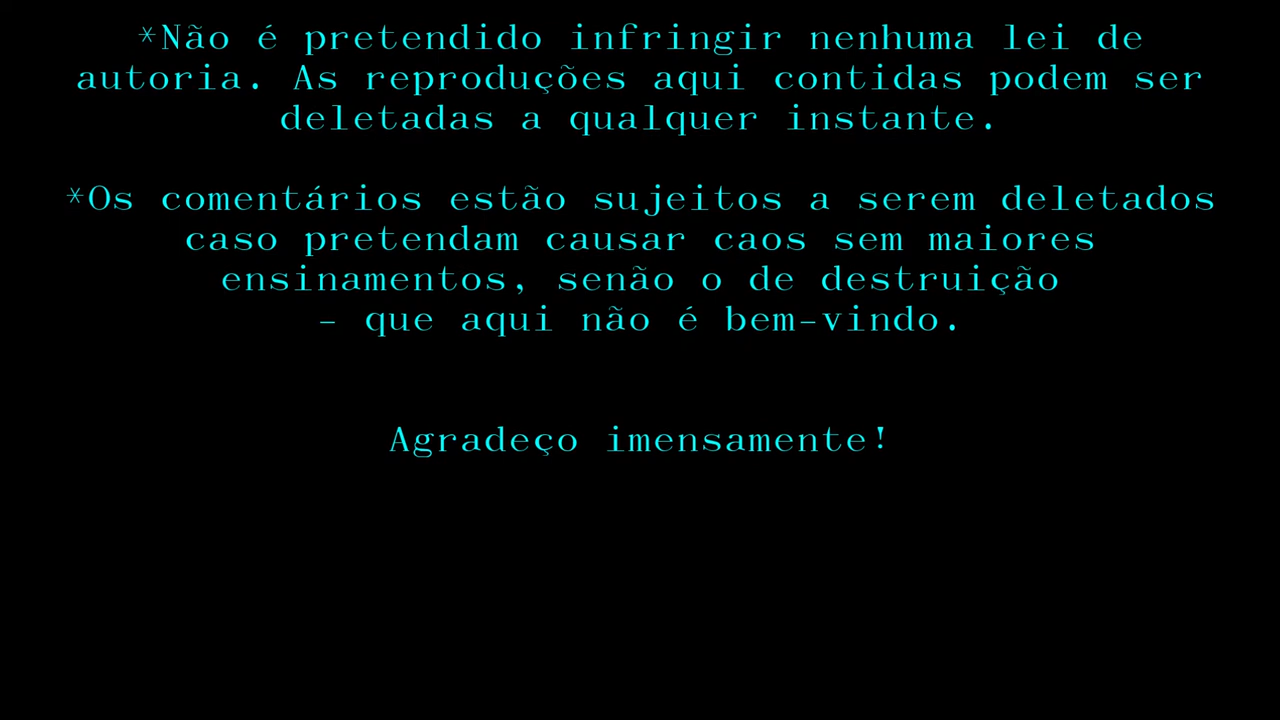 *Não é pretendido infringir nenhuma lei de
autoria. As reproduções aqui contidas podem ser
deletadas a qualquer instante.
*Os comentários estão sujeitos a serem deletados
caso pretendam causar caos sem maiores
ensinamentos, senão o de destruição
- que aqui não é bem-vindo.
Agradeço imensamente!